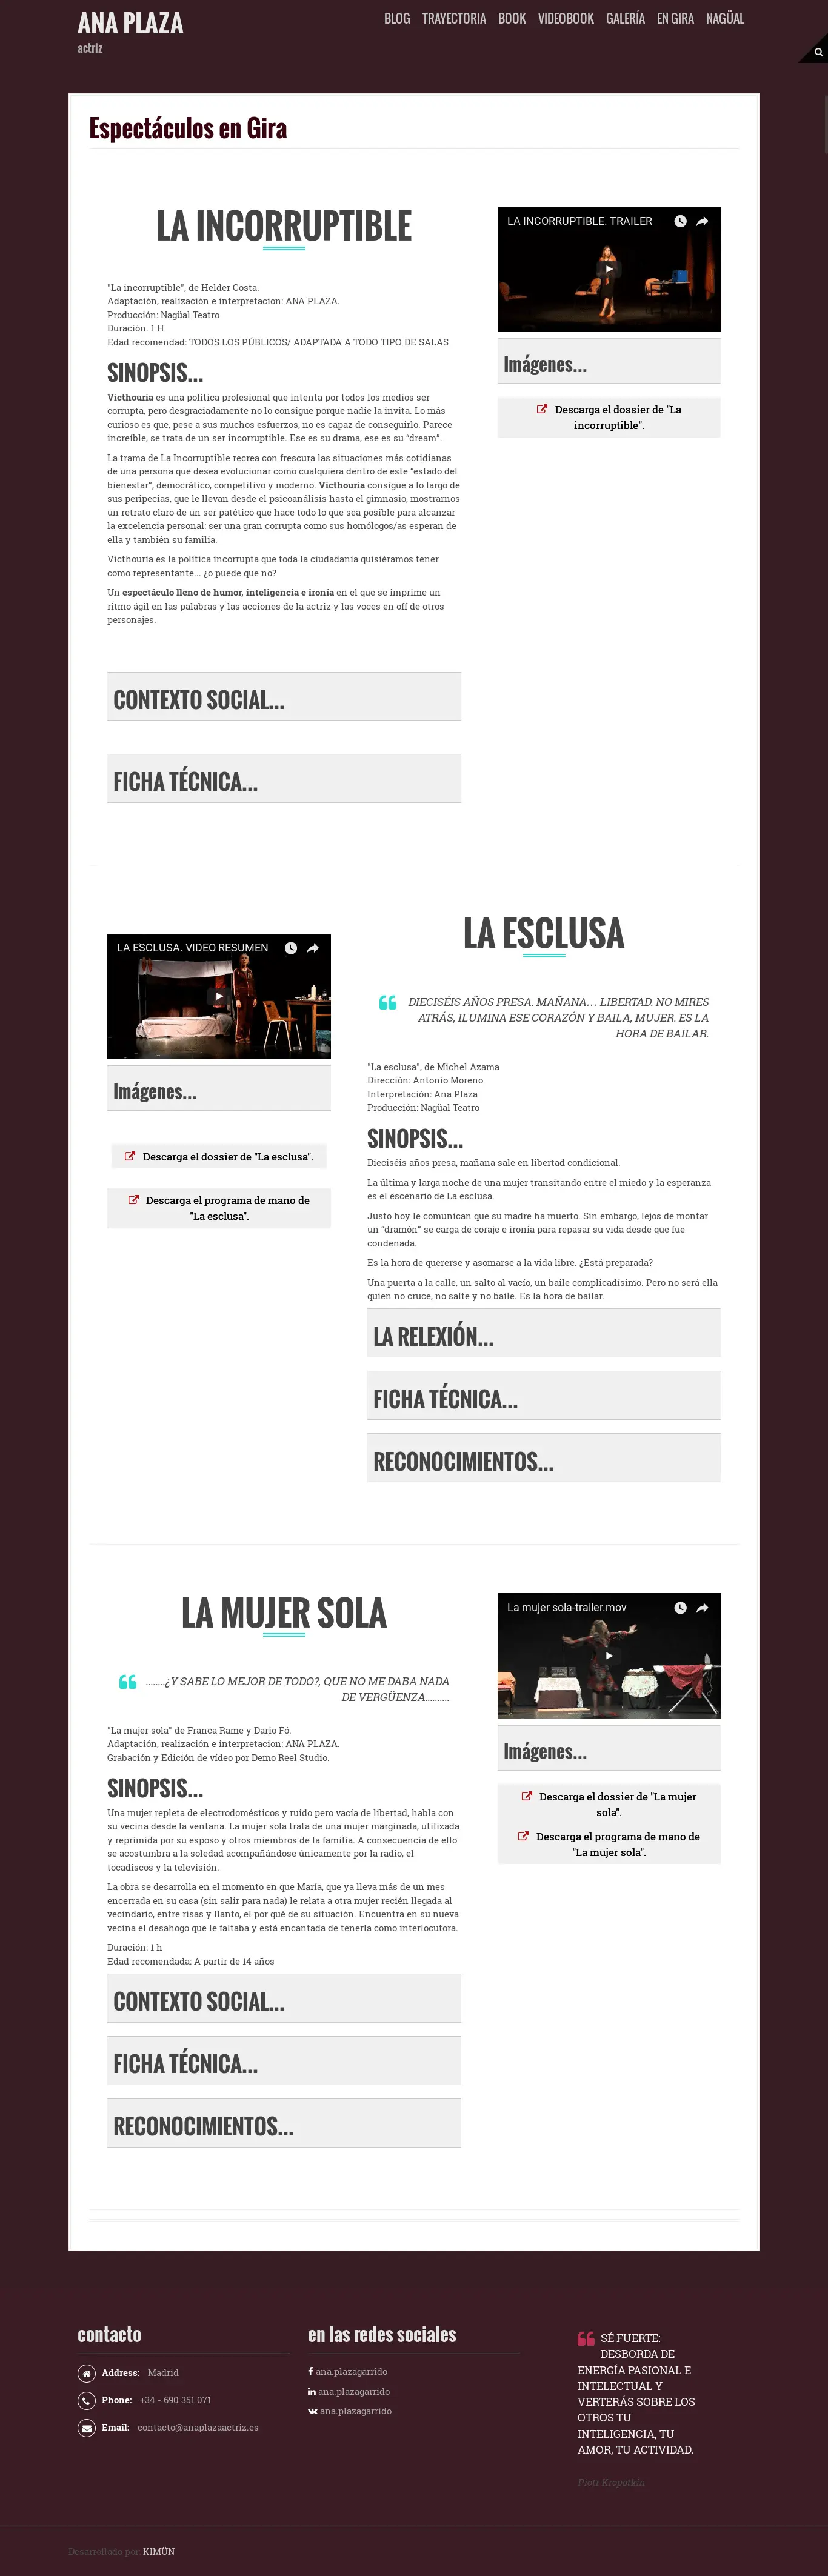 ANA PLAZA
actriz
BLOG TRAYECTORIA BOOK VIDEOBOOK GALERÍA EN GIRA NAGÜAL
Espectáculos en Gira
LA INCORRUPTIBLE
"La incorruptible", de Helder Costa.
Adaptación, realización e interpretacion: ANA PLAZA.
Producción: Nagüal Teatro
Duración. 1 H
Edad recomendad: TODOS LOS PÚBLICOS/ ADAPTADA A TODO TIPO DE SALAS
SINOPSIS...
Victhouria es una política profesional que intenta por todos los medios ser
corrupta, pero desgraciadamente no lo consigue porque nadie la invita. Lo más
curioso es que, pese a sus muchos esfuerzos, no es capaz de conseguirlo. Parece
increíble, se trata de un ser incorruptible. Ese es su drama, ese es su “dream”.
La trama de La Incorruptible recrea con frescura las situaciones más cotidianas
de una persona que desea evolucionar como cualquiera dentro de este “estado del
bienestar”, democrático, competitivo y moderno. Victhouria consigue a lo largo de
sus peripecias, que le llevan desde el psicoanálisis hasta el gimnasio, mostrarnos
un retrato claro de un ser patético que hace todo lo que sea posible para alcanzar
la excelencia personal: ser una gran corrupta como sus homólogos/as esperan de
ella y también su familia.
Victhouria es la política incorrupta que toda la ciudadanía quisiéramos tener
como representante... ¿o puede que no?
Un espectáculo lleno de humor, inteligencia e ironía en el que se imprime un
ritmo ágil en las palabras y las acciones de la actriz y las voces en off de otros
personajes.
CONTEXTO SOCIAL...
FICHA TÉCNICA...
LA INCORRUPTIBLE. TRAILER
Imágenes...
Descarga el dossier de "La
incorruptible".
LA ESCLUSA. VIDEO RESUMEN
Imágenes...
Descarga el dossier de "La esclusa".
Descarga el programa de mano de
"La esclusa".
LA ESCLUSA
DIECISÉIS AÑOS PRESA. MAÑANA… LIBERTAD. NO MIRES
ATRÁS, ILUMINA ESE CORAZÓN Y BAILA, MUJER. ES LA
HORA DE BAILAR.
"La esclusa", de Michel Azama
Dirección: Antonio Moreno
Interpretación: Ana Plaza
Producción: Nagüal Teatro
SINOPSIS...
Dieciséis años presa, mañana sale en libertad condicional.
La última y larga noche de una mujer transitando entre el miedo y la esperanza
es el escenario de La esclusa.
Justo hoy le comunican que su madre ha muerto. Sin embargo, lejos de montar
un “dramón” se carga de coraje e ironía para repasar su vida desde que fue
condenada.
Es la hora de quererse y asomarse a la vida libre. ¿Está preparada?
Una puerta a la calle, un salto al vacío, un baile complicadísimo. Pero no será ella
quien no cruce, no salte y no baile. Es la hora de bailar.
LA RELEXIÓN...
FICHA TÉCNICA...
RECONOCIMIENTOS...
LA MUJER SOLA
........¿Y SABE LO MEJOR DE TODO?, QUE NO ME DABA NADA
DE VERGÜENZA..........
"La mujer sola" de Franca Rame y Dario Fó.
Adaptación, realización e interpretacion: ANA PLAZA.
Grabación y Edición de vídeo por Demo Reel Studio.
SINOPSIS...
Una mujer repleta de electrodomésticos y ruido pero vacía de libertad, habla con
su vecina desde la ventana. La mujer sola trata de una mujer marginada, utilizada
y reprimida por su esposo y otros miembros de la familia. A consecuencia de ello
se acostumbra a la soledad acompañándose únicamente por la radio, el
tocadiscos y la televisión.
La obra se desarrolla en el momento en que María, que ya lleva más de un mes
encerrada en su casa (sin salir para nada) le relata a otra mujer recién llegada al
vecindario, entre risas y llanto, el por qué de su situación. Encuentra en su nueva
vecina el desahogo que le faltaba y está encantada de tenerla como interlocutora.
Duración: 1 h
Edad recomendada: A partir de 14 años
CONTEXTO SOCIAL...
FICHA TÉCNICA...
RECONOCIMIENTOS...
La mujer sola-trailer.mov
Imágenes...
Descarga el dossier de "La mujer
sola".
Descarga el programa de mano de
"La mujer sola".
contacto
Address: Madrid
Phone: +34 - 690 351 071
Email: contacto@anaplazaactriz.es
en las redes sociales
ana.plazagarrido
ana.plazagarrido
ana.plazagarrido
SÉ FUERTE:
DESBORDA DE
ENERGÍA PASIONAL E
INTELECTUAL Y
VERTERÁS SOBRE LOS
OTROS TU
INTELIGENCIA, TU
AMOR, TU ACTIVIDAD.
Piotr Kropotkin
Desarrollado por: KIMÜN